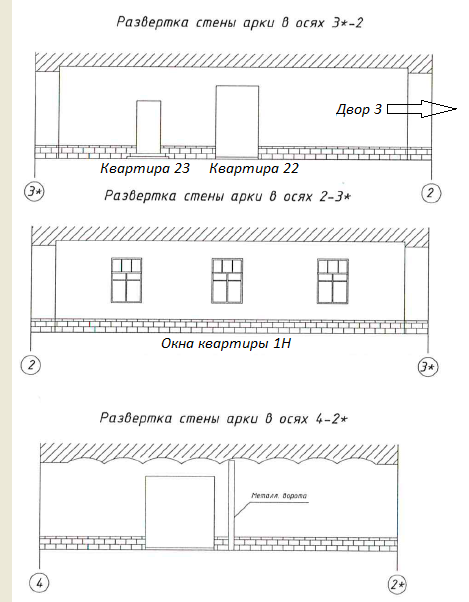 Развертка стены арки в осях 3*-2
Двор 3
Квартира 23 Квартира 22
3* 2
Развертка стены арки в осях 2-3*
Окна квартиры 1Н
2 3*
Развертка стены арки в осях 4-2*
Металл. ворота
4 2*